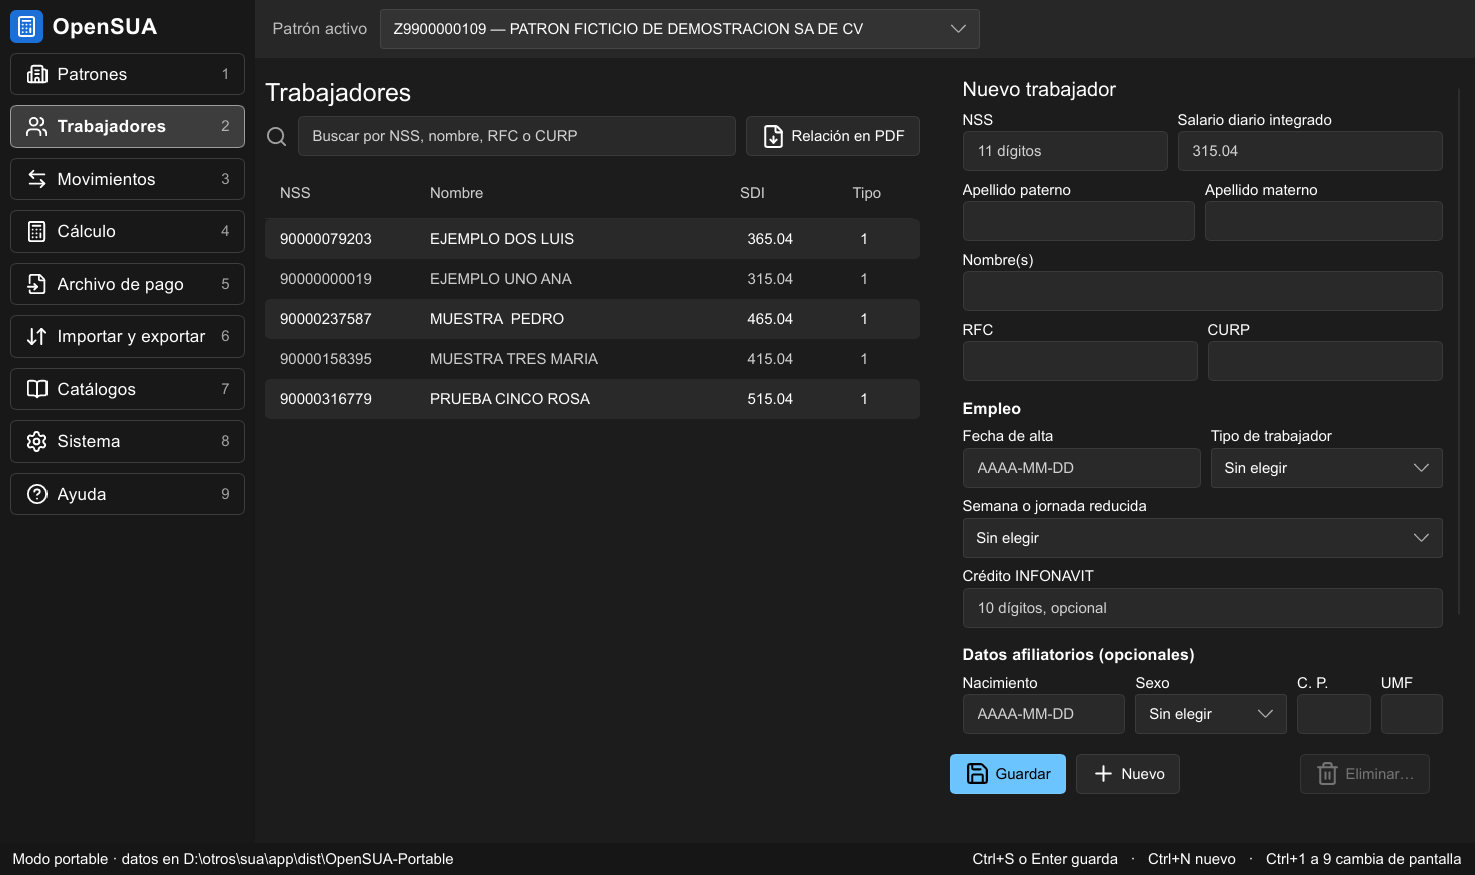 OpenSUA
Patrones 1
Trabajadores 2
Movimientos 3
Cálculo 4
Archivo de pago 5
Importar y exportar 6
Catálogos 7
Sistema 8
Ayuda 9
Patrón activo Z9900000109 — PATRON FICTICIO DE DEMOSTRACION SA DE CV
Trabajadores
Buscar por NSS, nombre, RFC o CURP Relación en PDF
NSS Nombre SDI Tipo
90000079203 EJEMPLO DOS LUIS 365.04 1
90000000019 EJEMPLO UNO ANA 315.04 1
90000237587 MUESTRA  PEDRO 465.04 1
90000158395 MUESTRA TRES MARIA 415.04 1
90000316779 PRUEBA CINCO ROSA 515.04 1
Nuevo trabajador
NSS Salario diario integrado
11 dígitos 315.04
Apellido paterno Apellido materno
Nombre(s)
RFC CURP
Empleo
Fecha de alta Tipo de trabajador
AAAA-MM-DD Sin elegir
Semana o jornada reducida
Sin elegir
Crédito INFONAVIT
10 dígitos, opcional
Datos afiliatorios (opcionales)
Nacimiento Sexo C. P. UMF
AAAA-MM-DD Sin elegir
Guardar Nuevo Eliminar...
Modo portable · datos en D:\otros\sua\app\dist\OpenSUA-Portable
Ctrl+S o Enter guarda · Ctrl+N nuevo · Ctrl+1 a 9 cambia de pantalla